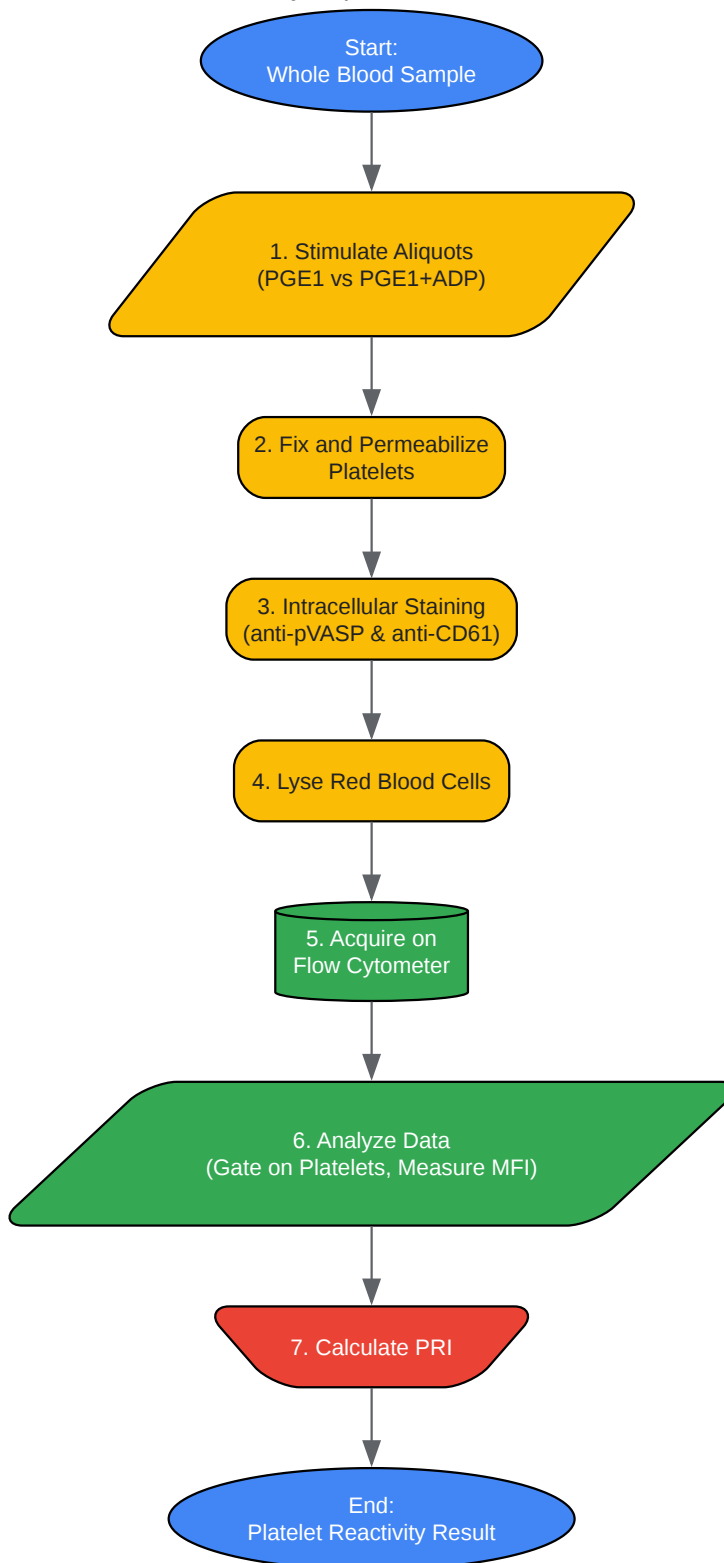 Start:
Whole Blood Sample
1. Stimulate Aliquots
(PGE1 vs PGE1+ADP)
2. Fix and Permeabilize
Platelets
3. Intracellular Staining
(anti-pVASP & anti-CD61)
4. Lyse Red Blood Cells
5. Acquire on
Flow Cytometer
6. Analyze Data
(Gate on Platelets, Measure MFI)
7. Calculate PRI
End:
Platelet Reactivity Result